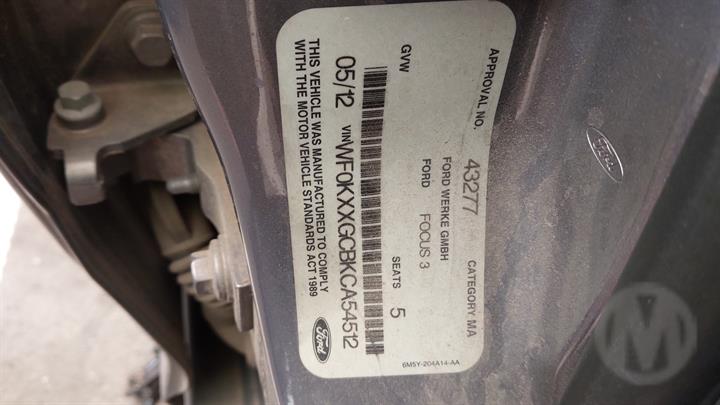 APPROVAL NO. 43277 CATEGORY MA
FORD WERKE GMBH
FORD FOCUS 3
GVW SEATS 5
05/12 VIN WF0KXXGCBKCA54512
THIS VEHICLE WAS MANUFACTURED TO COMPLY
WITH THE MOTOR VEHICLE STANDARDS ACT 1989
Ford
6M5Y-204A14-AA
Ford
M